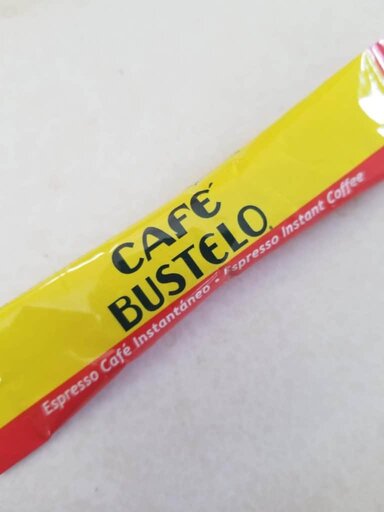 CAFÉ
BUSTELO
Espresso Café Instantáneo • Espresso Instant Coffee